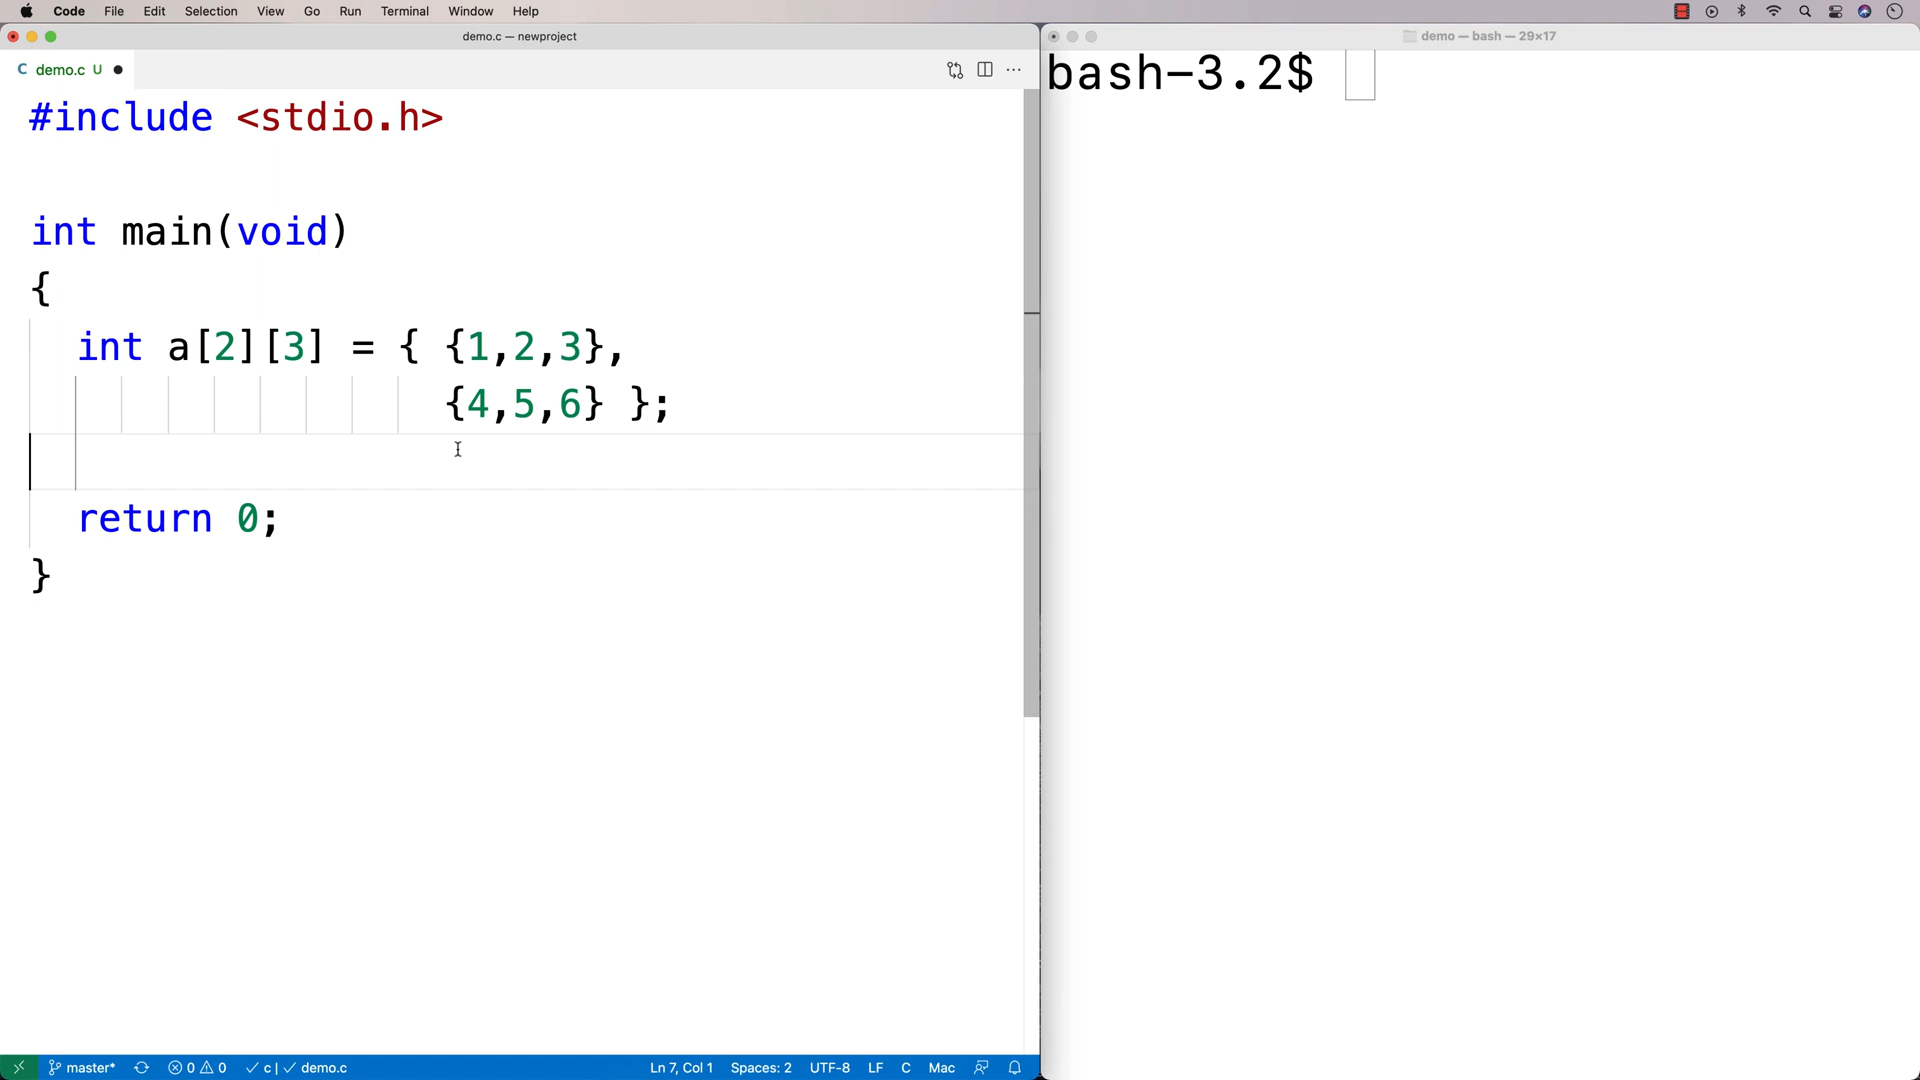 Code File Edit Selection View Go Run Terminal Window Help
demo.c — newproject
demo — bash — 29×17
C demo.c U
bash-3.2$
#include <stdio.h>
int main(void)
{
int a[2][3] = { {1,2,3},
{4,5,6} };
return 0;
}
master* 0 0 c | demo.c Ln 7, Col 1 Spaces: 2 UTF-8 LF C Mac